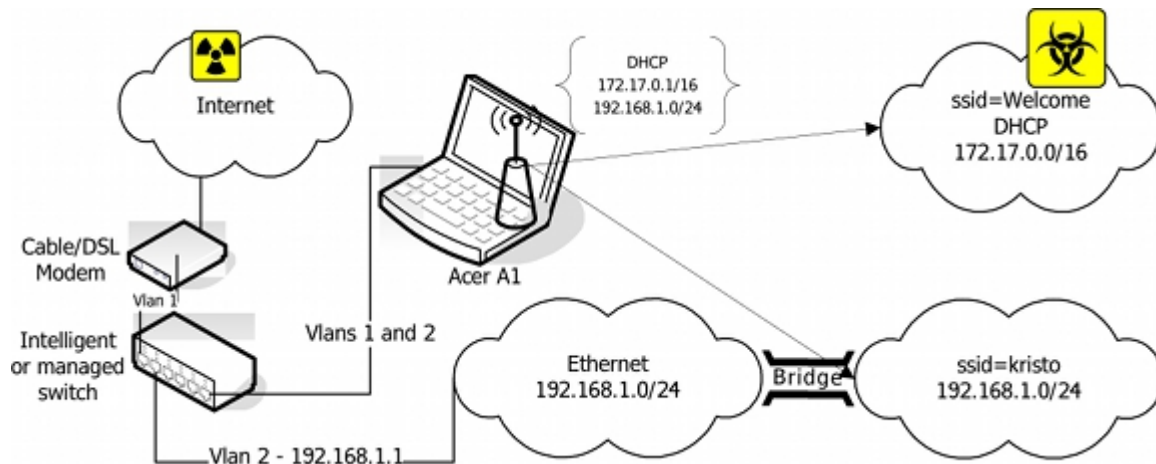 Internet
DHCP
172.17.0.1/16
192.168.1.0/24
ssid=Welcome
DHCP
172.17.0.0/16
Cable/DSL
Modem
Acer A1
Vlan 1
Intelligent
or managed
switch
Vlans 1 and 2
Ethernet
192.168.1.0/24
Bridge
ssid=kristo
192.168.1.0/24
Vlan 2 - 192.168.1.1